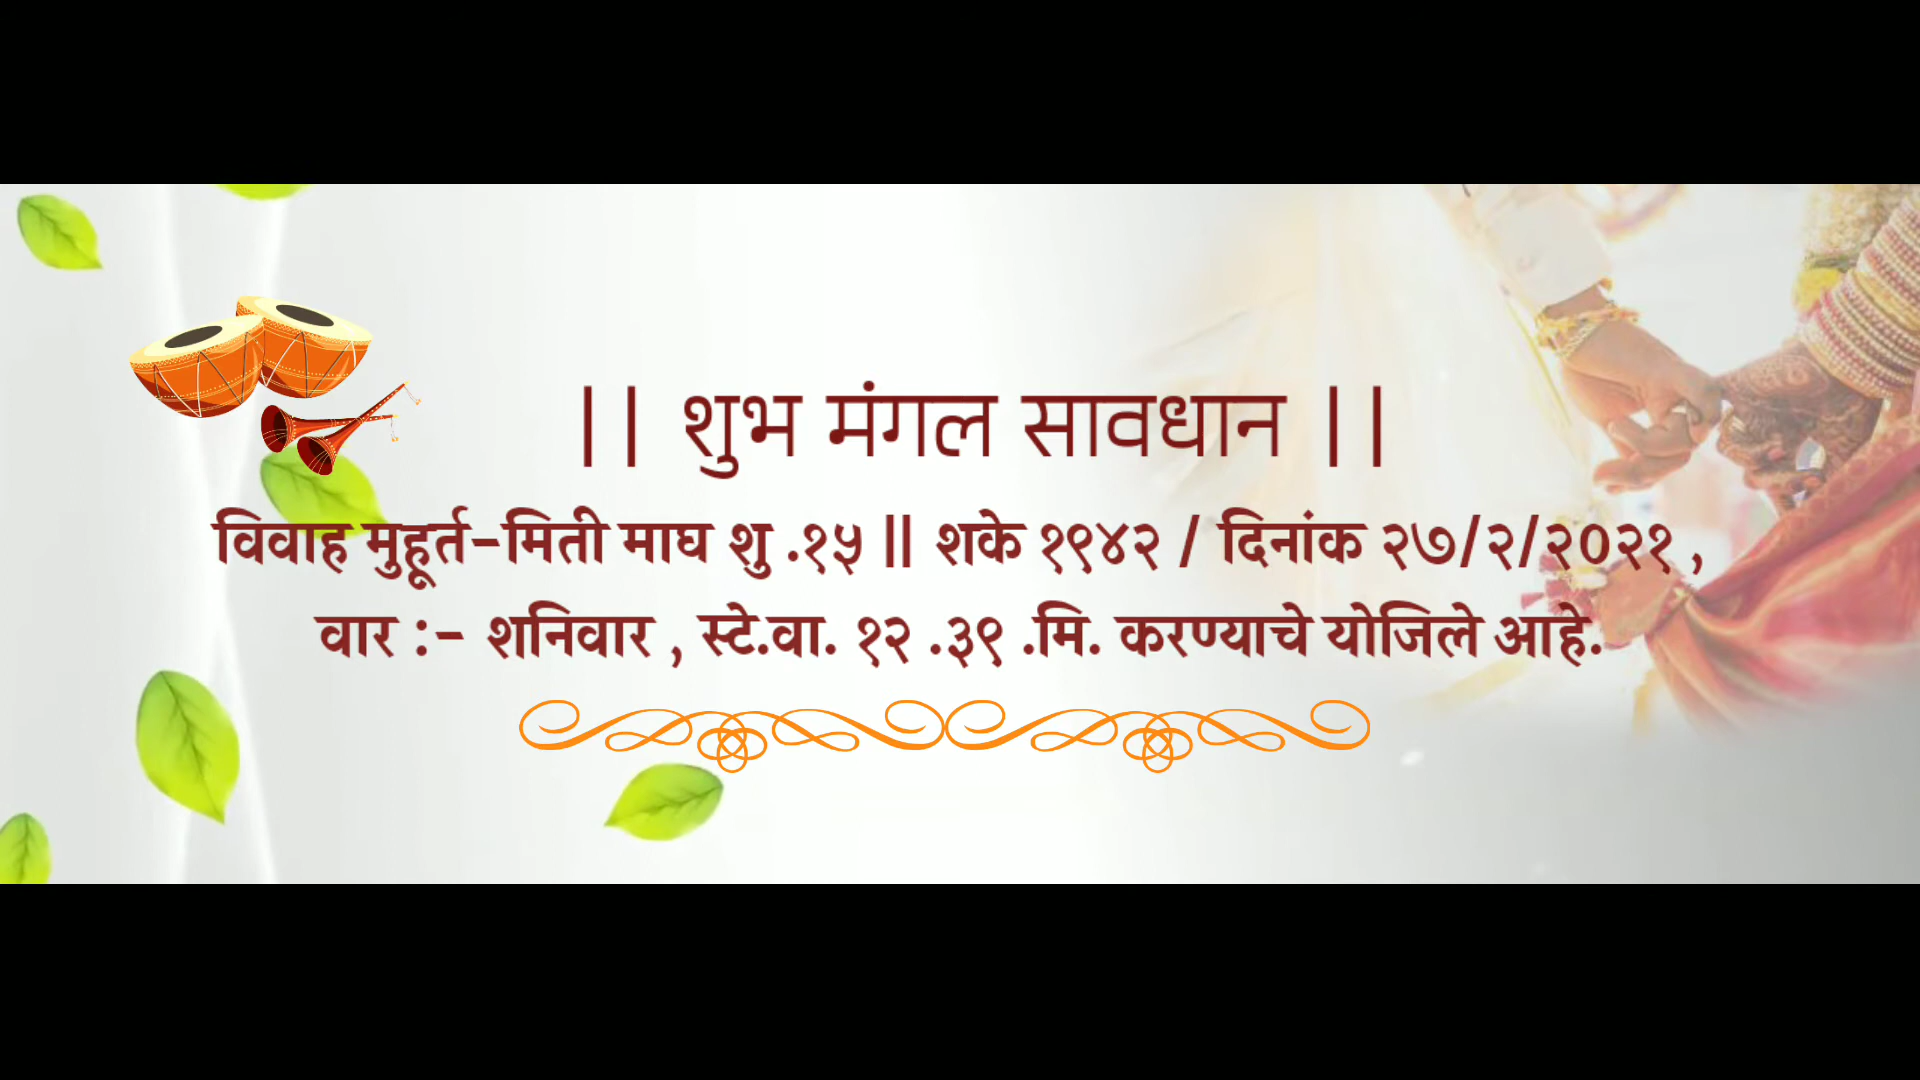 || शुभ मंगल सावधान ||
विवाह मुहूर्त-मिती माघ शु .१५ || शके १९४२ / दिनांक २७/२/२०२१ ,
वार :- शनिवार , स्टे.वा. १२ .३९ .मि. करण्याचे योजिले आहे.